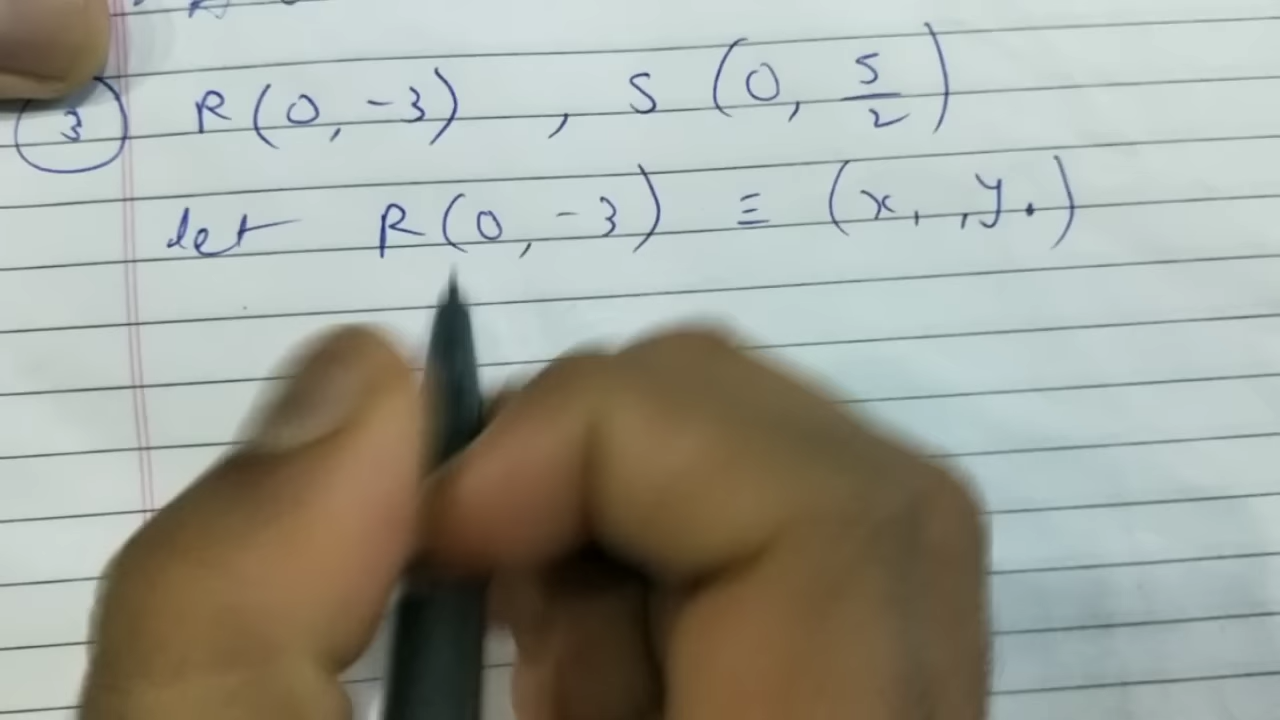 3 R(0, -3) , S (0, 5/2)
let R(0, -3) ≡ (x₁, y₁)